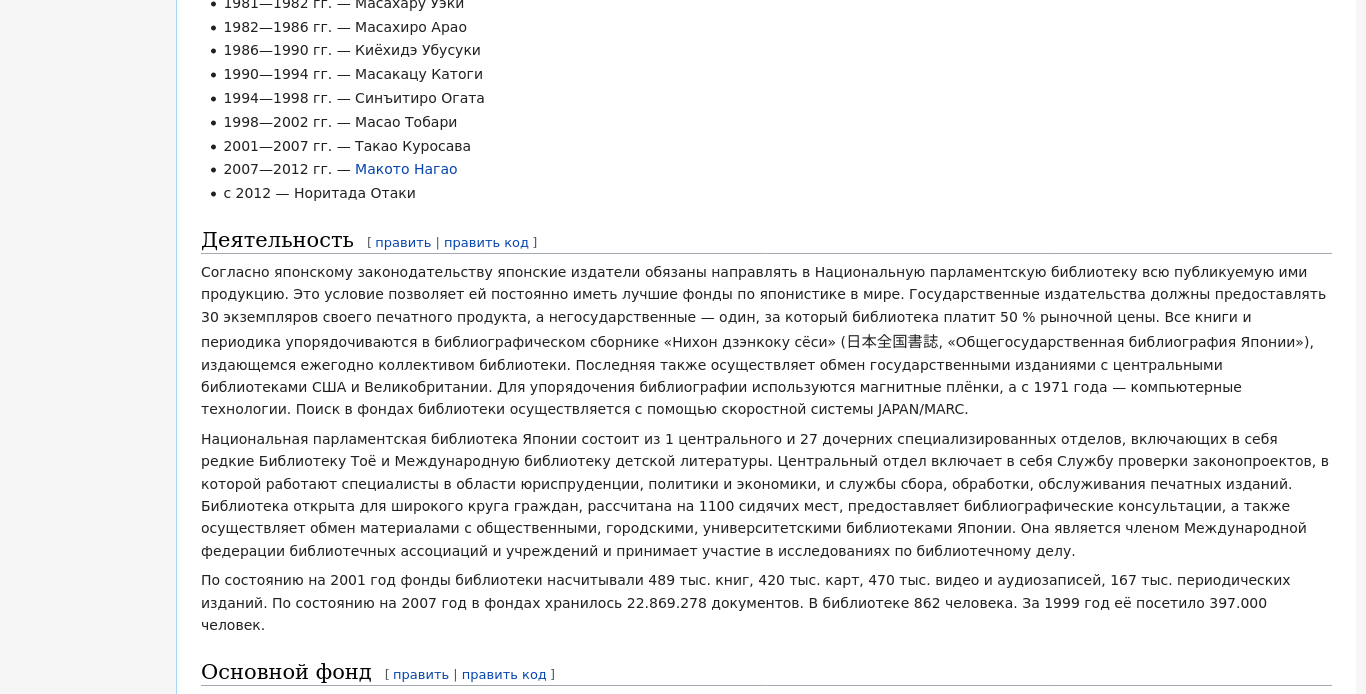 1981—1982 гг. — Масахару Уэки
1982—1986 гг. — Масахиро Арао
1986—1990 гг. — Киёхидэ Убусуки
1990—1994 гг. — Масакацу Катоги
1994—1998 гг. — Синъитиро Огата
1998—2002 гг. — Масао Тобари
2001—2007 гг. — Такао Куросава
2007—2012 гг. — Макото Нагао
с 2012 — Норитада Отаки
Деятельность [ править | править код ]
Согласно японскому законодательству японские издатели обязаны направлять в Национальную парламентскую библиотеку всю публикуемую ими
продукцию. Это условие позволяет ей постоянно иметь лучшие фонды по японистике в мире. Государственные издательства должны предоставлять
30 экземпляров своего печатного продукта, а негосударственные — один, за который библиотека платит 50 % рыночной цены. Все книги и
периодика упорядочиваются в библиографическом сборнике «Нихон дзэнкоку сёси» (日本全国書誌, «Общегосударственная библиография Японии»),
издающемся ежегодно коллективом библиотеки. Последняя также осуществляет обмен государственными изданиями с центральными
библиотеками США и Великобритании. Для упорядочения библиографии используются магнитные плёнки, а с 1971 года — компьютерные
технологии. Поиск в фондах библиотеки осуществляется с помощью скоростной системы JAPAN/MARC.
Национальная парламентская библиотека Японии состоит из 1 центрального и 27 дочерних специализированных отделов, включающих в себя
редкие Библиотеку Тоё и Международную библиотеку детской литературы. Центральный отдел включает в себя Службу проверки законопроектов, в
которой работают специалисты в области юриспруденции, политики и экономики, и службы сбора, обработки, обслуживания печатных изданий.
Библиотека открыта для широкого круга граждан, рассчитана на 1100 сидячих мест, предоставляет библиографические консультации, а также
осуществляет обмен материалами с общественными, городскими, университетскими библиотеками Японии. Она является членом Международной
федерации библиотечных ассоциаций и учреждений и принимает участие в исследованиях по библиотечному делу.
По состоянию на 2001 год фонды библиотеки насчитывали 489 тыс. книг, 420 тыс. карт, 470 тыс. видео и аудиозаписей, 167 тыс. периодических
изданий. По состоянию на 2007 год в фондах хранилось 22.869.278 документов. В библиотеке 862 человека. За 1999 год её посетило 397.000
человек.
Основной фонд [ править | править код ]